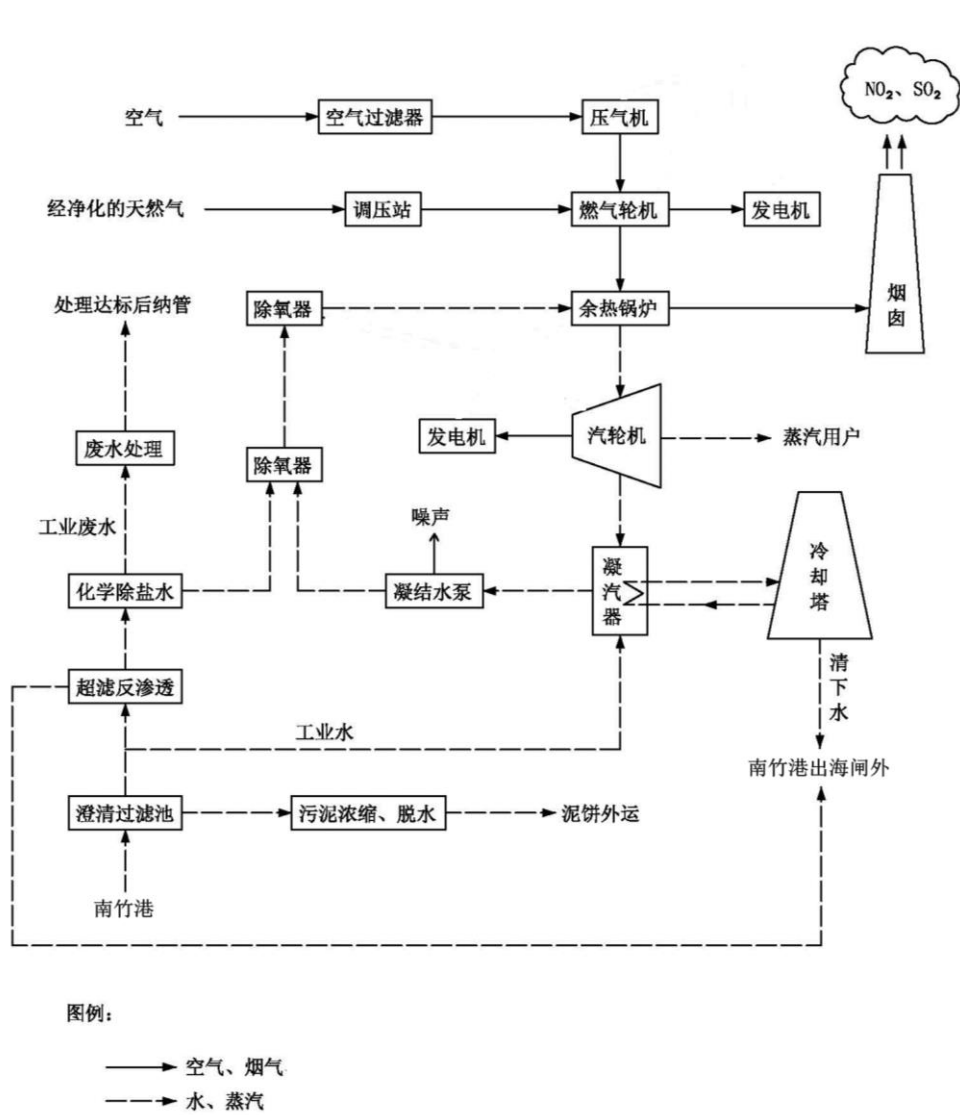 NO₂、SO₂
空气
空气过滤器
压气机
经净化的天然气
调压站
燃气轮机
发电机
烟囱
处理达标后纳管
除氧器
余热锅炉
废水处理
除氧器
发电机
汽轮机
蒸汽用户
工业废水
噪声
化学除盐水
凝结水泵
凝汽器
冷却塔
超滤反渗透
清下水
工业水
南竹港出海闸外
澄清过滤池
污泥浓缩、脱水
泥饼外运
南竹港
图例：
空气、烟气
水、蒸汽